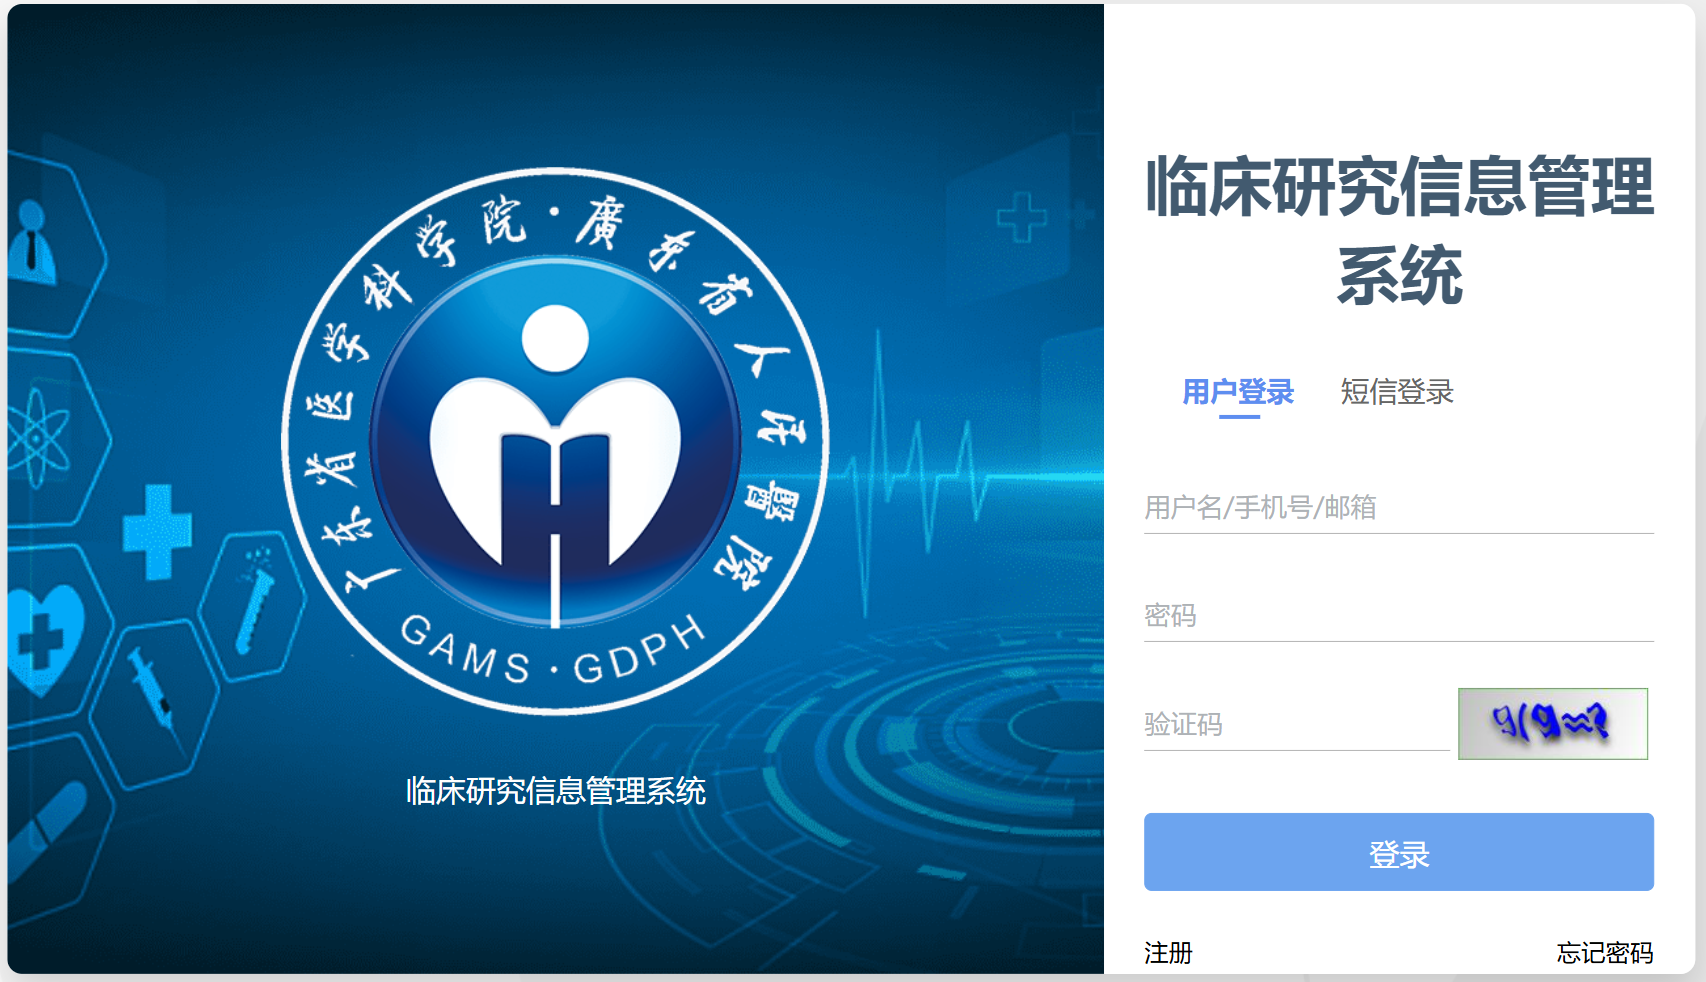 广东省医学科学院·廣东省人民醫院
GAMS·GDPH
临床研究信息管理系统
临床研究信息管理
系统
用户登录 短信登录
用户名/手机号/邮箱
密码
验证码
登录
注册 忘记密码